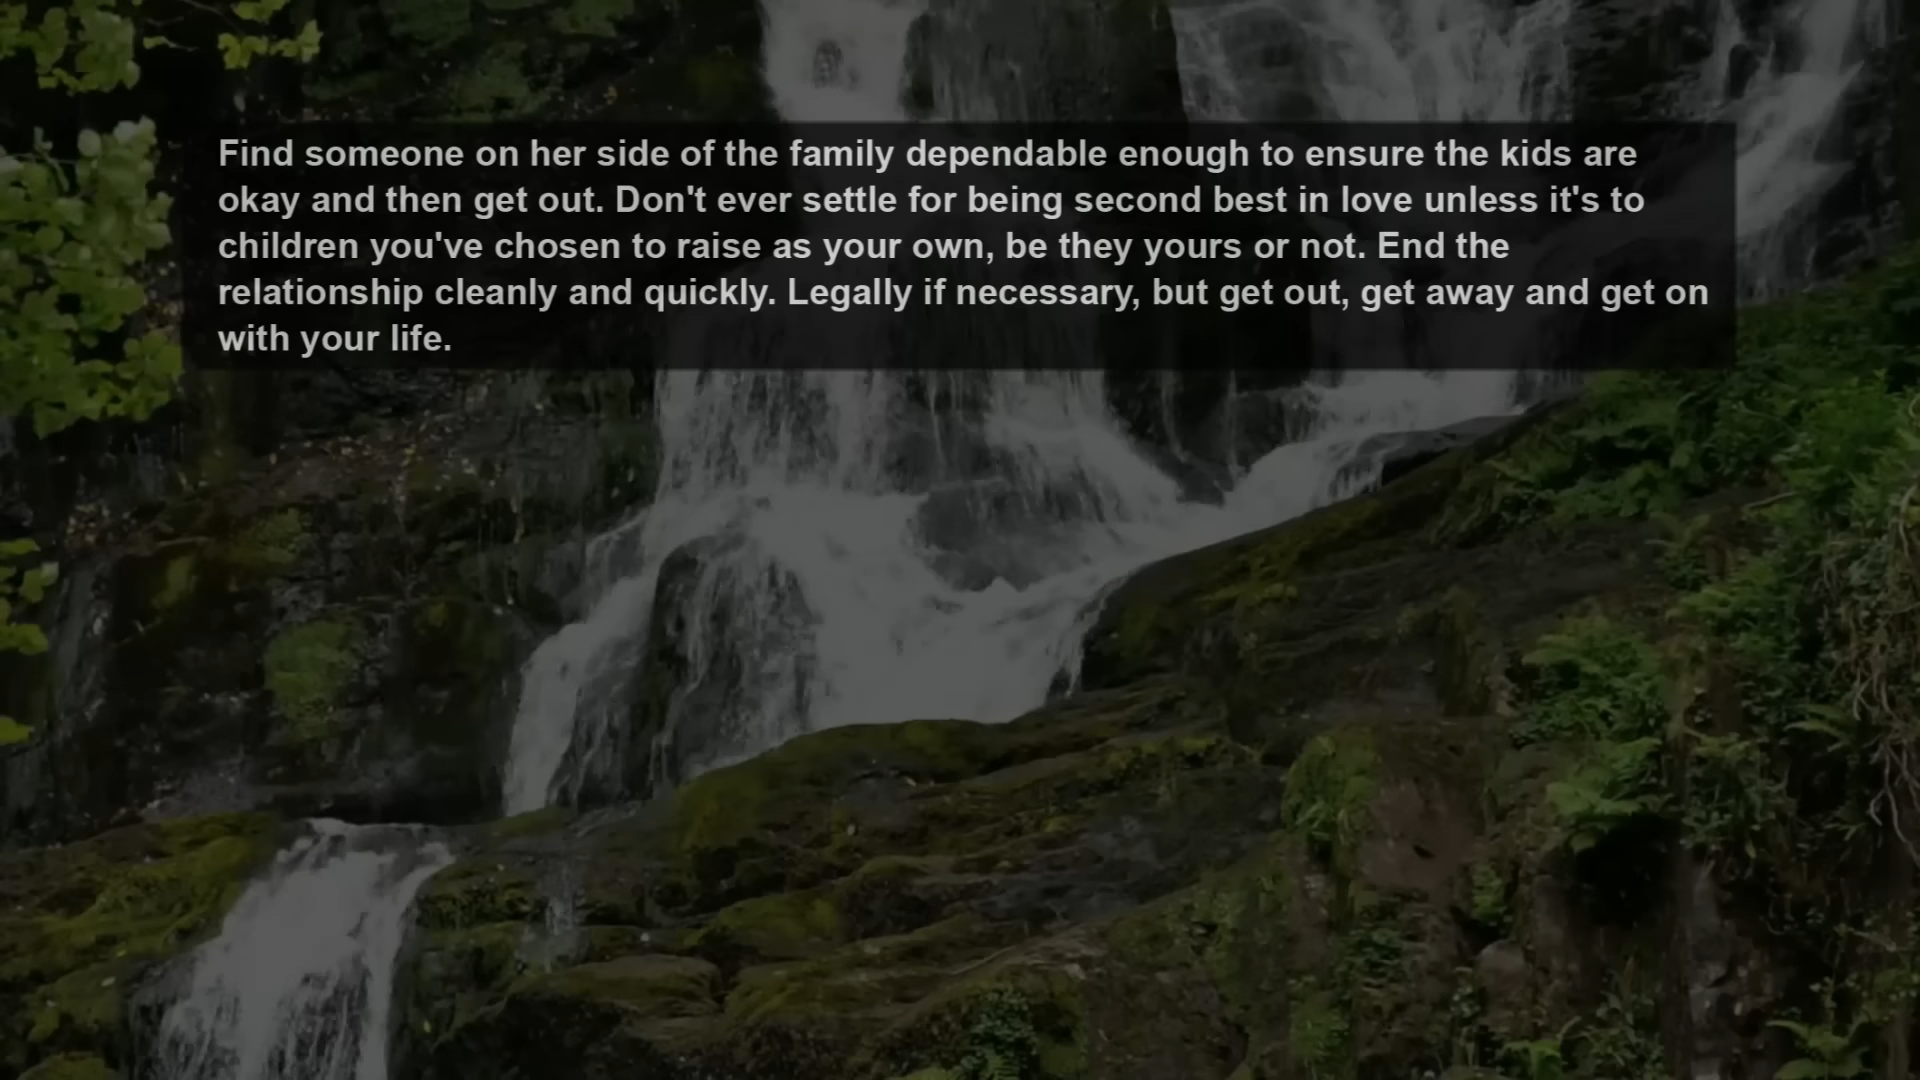 Find someone on her side of the family dependable enough to ensure the kids are
okay and then get out. Don't ever settle for being second best in love unless it's to
children you've chosen to raise as your own, be they yours or not. End the
relationship cleanly and quickly. Legally if necessary, but get out, get away and get on
with your life.